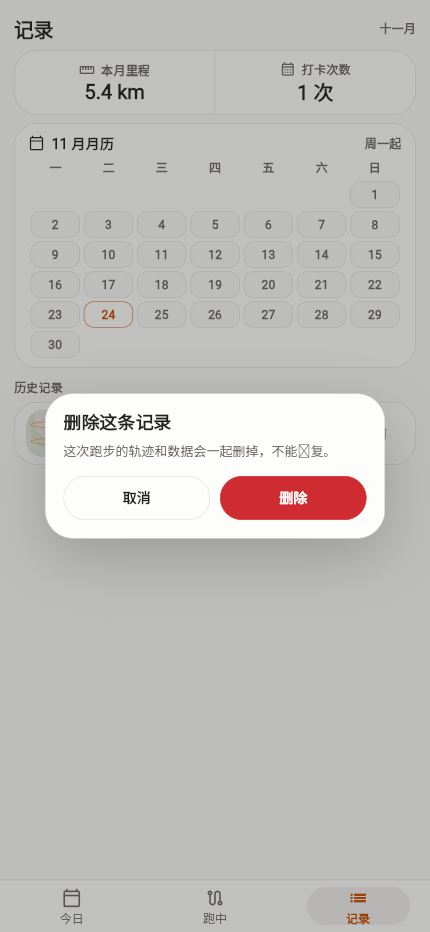 记录
十一月
本月里程
5.4 km
打卡次数
1 次
11 月月历
周一起
一 二 三 四 五 六 日
1
2 3 4 5 6 7 8
9 10 11 12 13 14 15
16 17 18 19 20 21 22
23 24 25 26 27 28 29
30
历史记录
删除这条记录
这次跑步的轨迹和数据会一起删掉，不能□复。
取消
删除
今日
跑中
记录